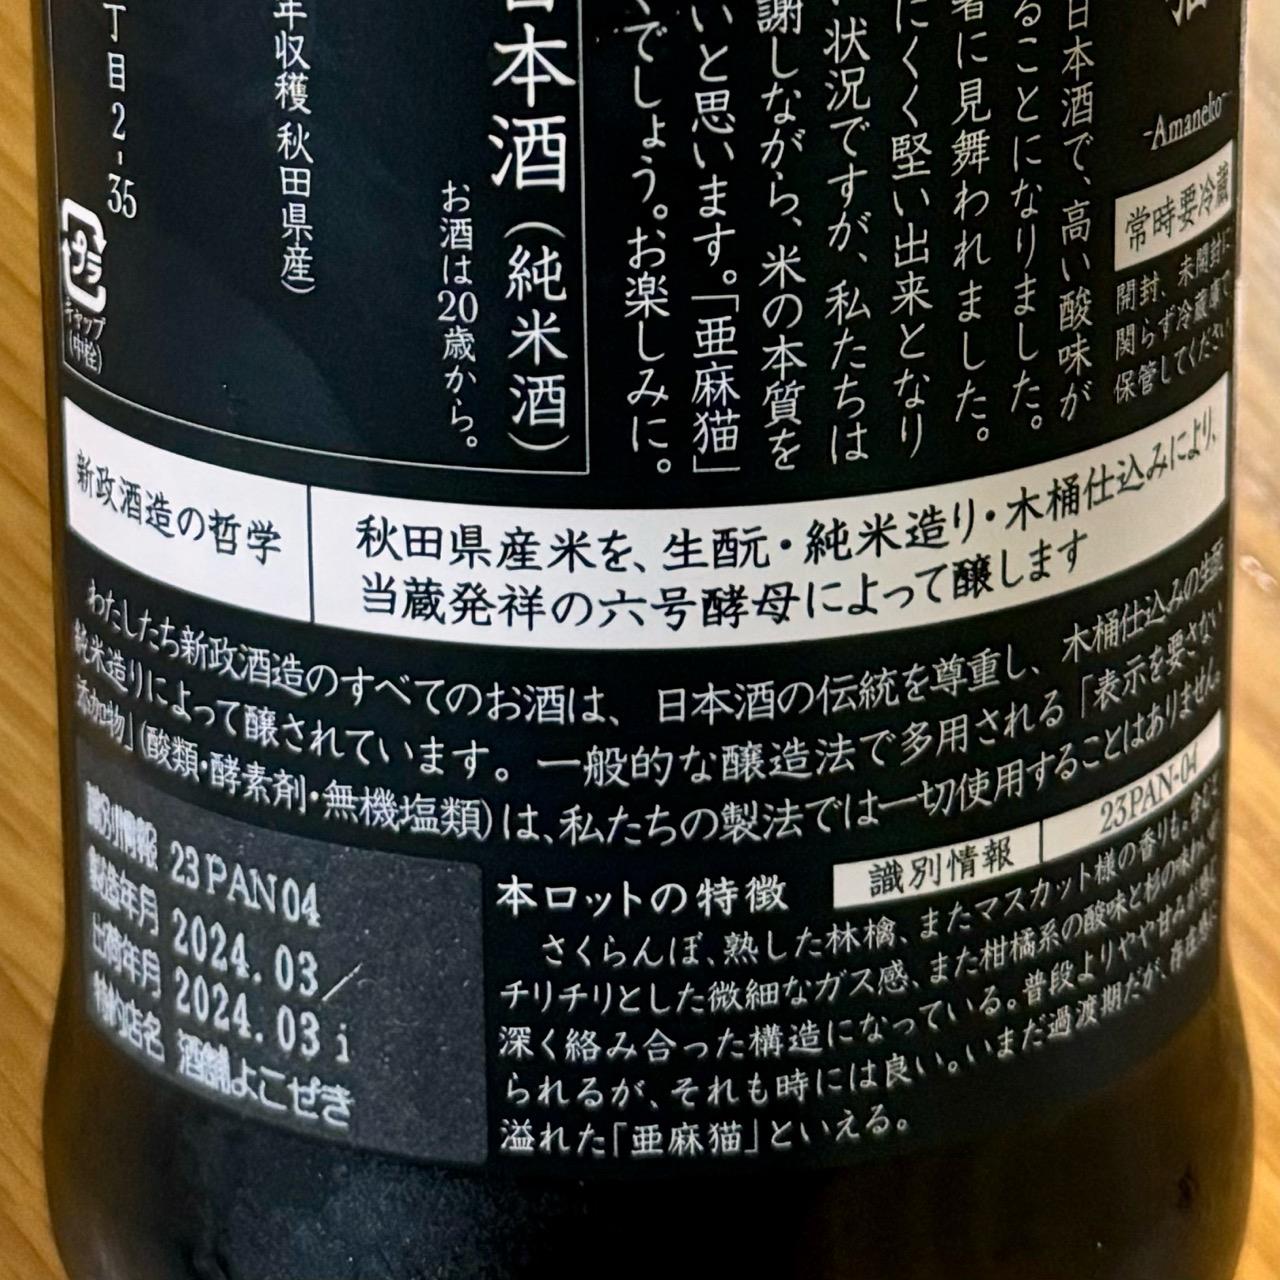 猫
-Amaneko-
常時要冷蔵
開封、未開封に
関らず冷蔵庫で
保管してください
日本酒で、高い酸味が
ることになりました。
者に見舞われました。
にくく堅い出来となり
状況ですが、私たちは
謝しながら、米の本質を
いと思います。「亜麻猫」
くでしょう。お楽しみに。
日本酒(純米酒)
お酒は20歳から。
年収穫秋田県産)
丁目2-35
プラ
キャップ
(中栓)
新政酒造の哲学
秋田県産米を、生酛・純米造り・木桶仕込みにより、
当蔵発祥の六号酵母によって醸します
わたしたち新政酒造のすべてのお酒は、日本酒の伝統を尊重し、木桶仕込みの生酛
純米造りによって醸されています。一般的な醸造法で多用される「表示を要さない
添加物」(酸類・酵素剤・無機塩類)は、私たちの製法では一切使用することはありません。
識別情報 23PAN04
製造年月 2024.03/
出荷年月 2024.03 i
特約店名 酒舗よこぜき
識別情報 23PAN-04
本ロットの特徴
さくらんぼ、熟した林檎、またマスカット様の香りも。含むと
チリチリとした微細なガス感、また柑橘系の酸味と杉の味わいが
深く絡み合った構造になっている。普段よりやや甘みが感じ
られるが、それも時には良い。いまだ過渡期だが、存在感に
溢れた「亜麻猫」といえる。